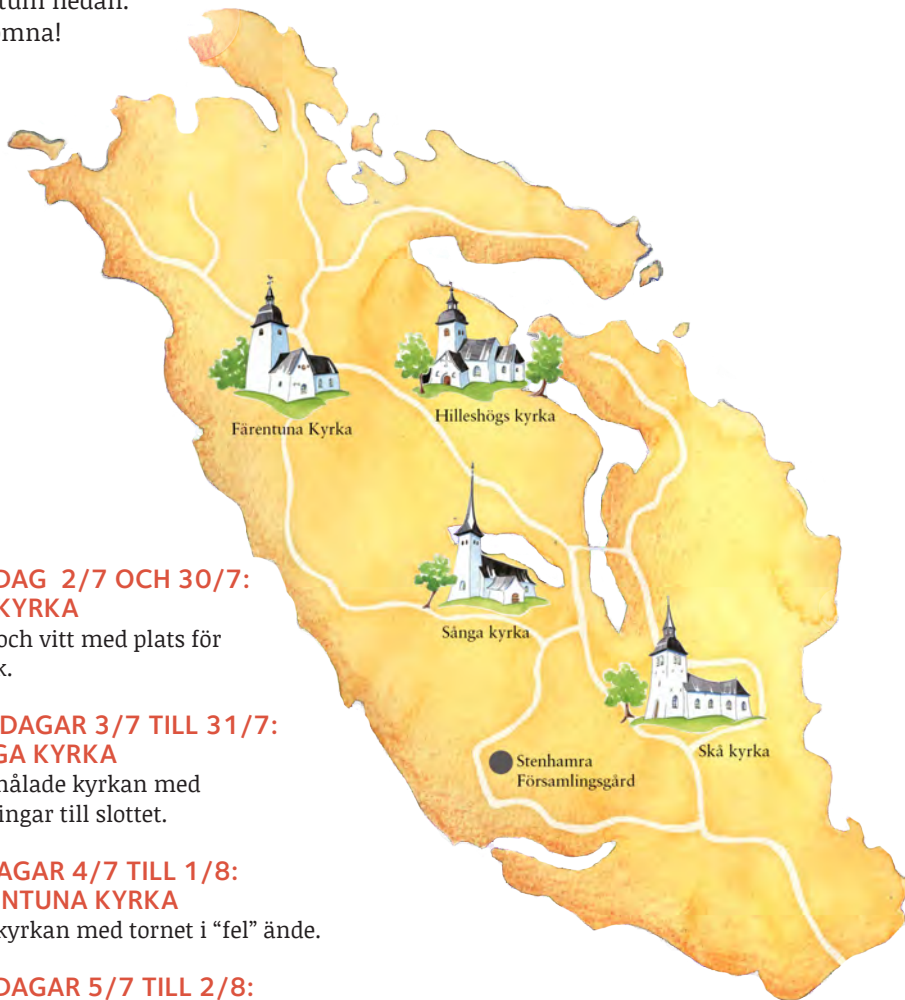 tum nedan.
omna!
Färentuna Kyrka
Hilleshögs kyrka
Sånga kyrka
Skå kyrka
Stenhamra
Församlingsgård
DAG 2/7 OCH 30/7:
KYRKA
och vitt med plats för
k.
DAGAR 3/7 TILL 31/7:
GA KYRKA
målade kyrkan med
ingar till slottet.
AGAR 4/7 TILL 1/8:
NTUNA KYRKA
kyrkan med tornet i “fel” ände.
DAGAR 5/7 TILL 2/8: